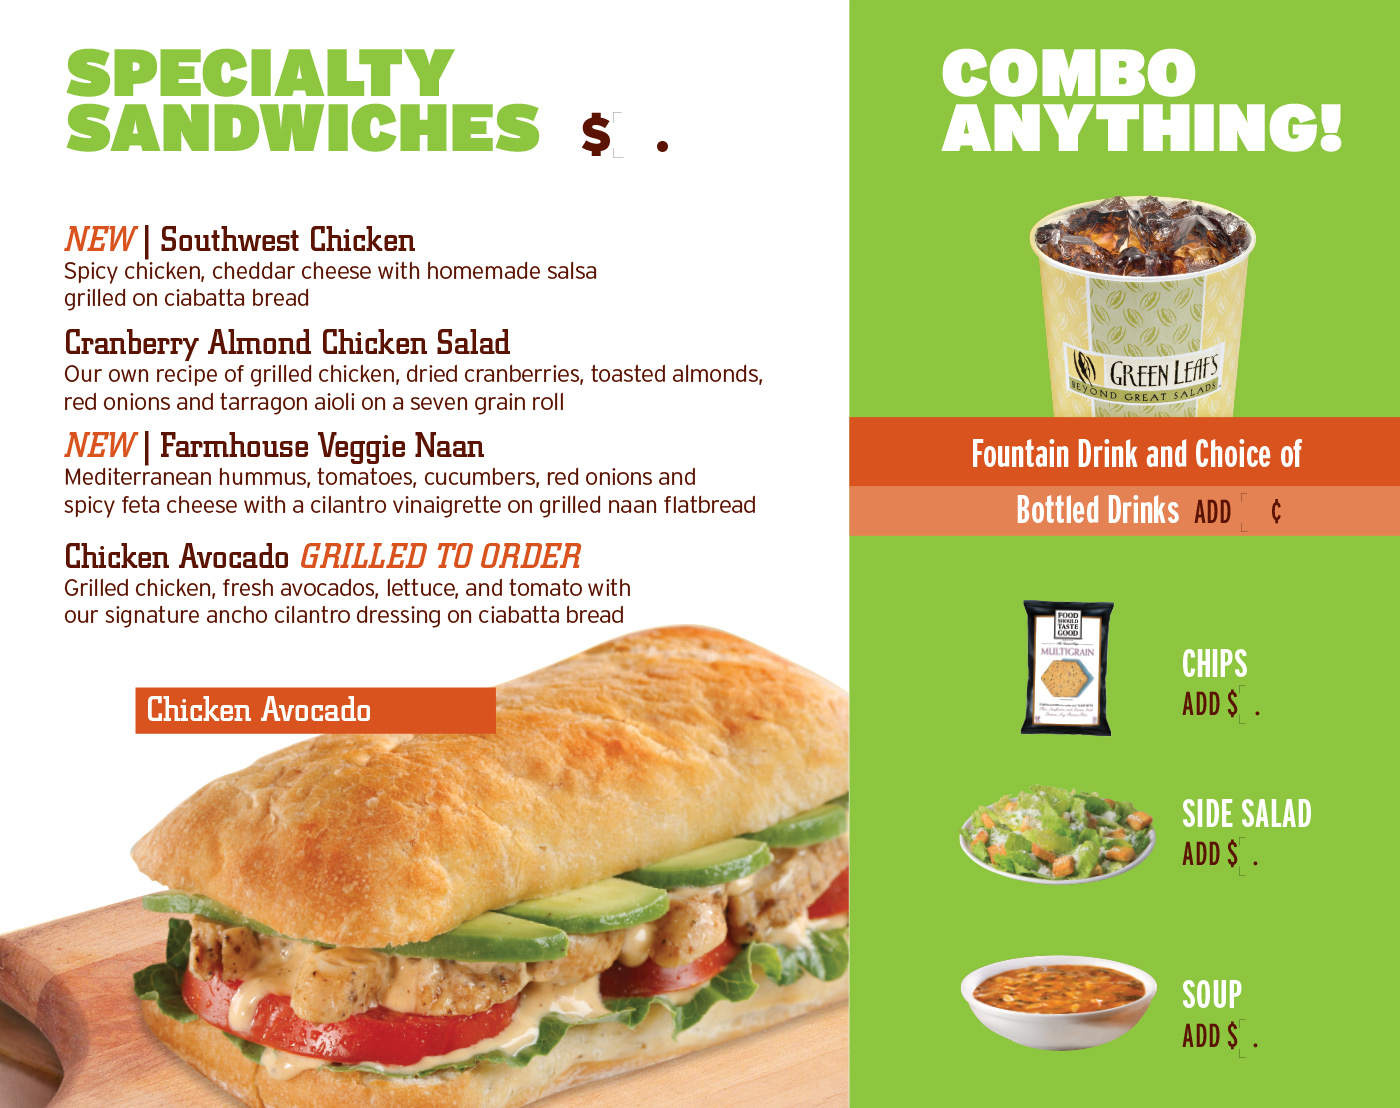 SPECIALTY
SANDWICHES $ .
NEW | Southwest Chicken
Spicy chicken, cheddar cheese with homemade salsa
grilled on ciabatta bread
Cranberry Almond Chicken Salad
Our own recipe of grilled chicken, dried cranberries, toasted almonds,
red onions and tarragon aioli on a seven grain roll
NEW | Farmhouse Veggie Naan
Mediterranean hummus, tomatoes, cucumbers, red onions and
spicy feta cheese with a cilantro vinaigrette on grilled naan flatbread
Chicken Avocado GRILLED TO ORDER
Grilled chicken, fresh avocados, lettuce, and tomato with
our signature ancho cilantro dressing on ciabatta bread
Chicken Avocado
COMBO
ANYTHING!
GREEN LEAF'S
BEYOND GREAT SALADS
Fountain Drink and Choice of
Bottled Drinks ADD ¢
FOOD
SHOULD
TASTE
GOOD
MULTIGRAIN
CHIPS
ADD $ .
SIDE SALAD
ADD $ .
SOUP
ADD $ .